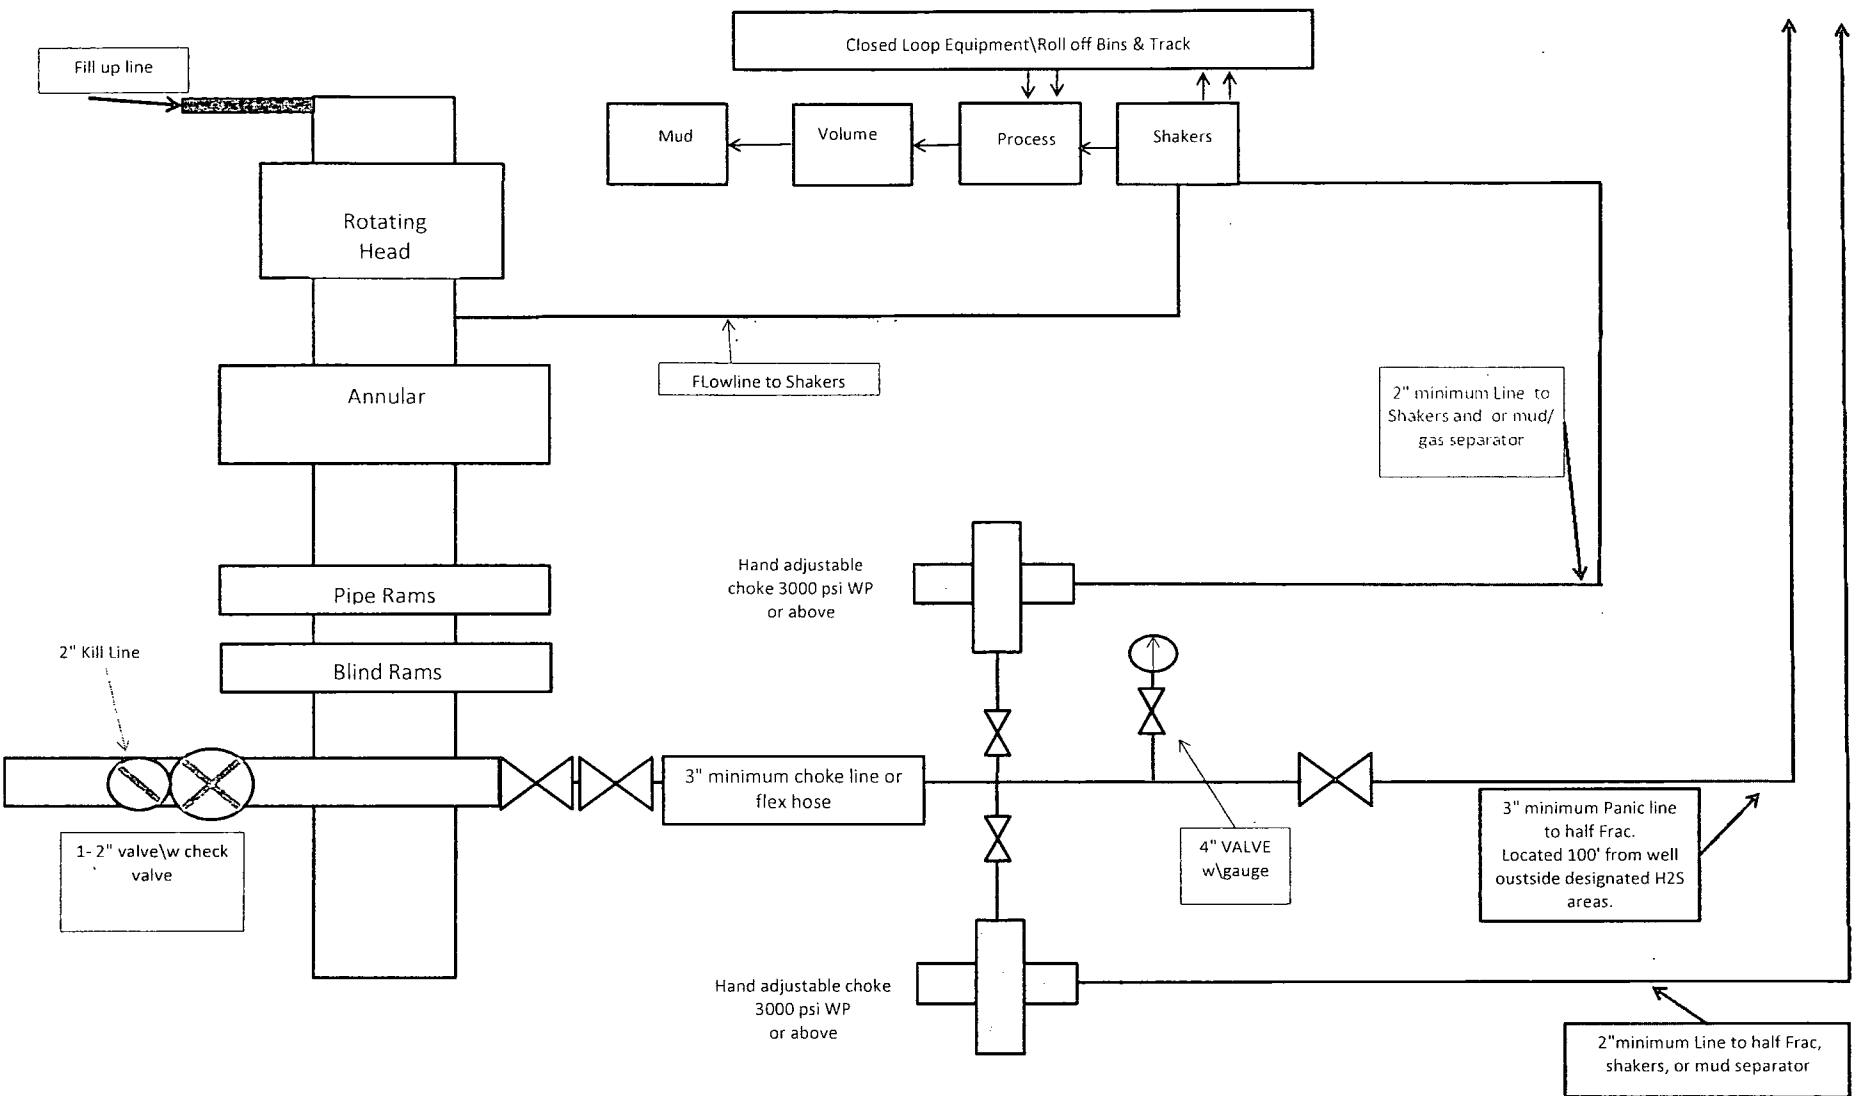 Closed Loop Equipment\Roll off Bins & Track
Fill up line
Mud
Volume
Process
Shakers
Rotating
Head
FLowline to Shakers
Annular
2" minimum Line to
Shakers and or mud/
gas separator
Hand adjustable
choke 3000 psi WP
or above
Pipe Rams
2" Kill Line
Blind Rams
3" minimum choke line or
flex hose
1- 2" valve\w check
valve
4" VALVE
w\gauge
3" minimum Panic line
to half Frac.
Located 100' from well
oustside designated H2S
areas.
Hand adjustable choke
3000 psi WP
or above
2"minimum Line to half Frac,
shakers, or mud separator